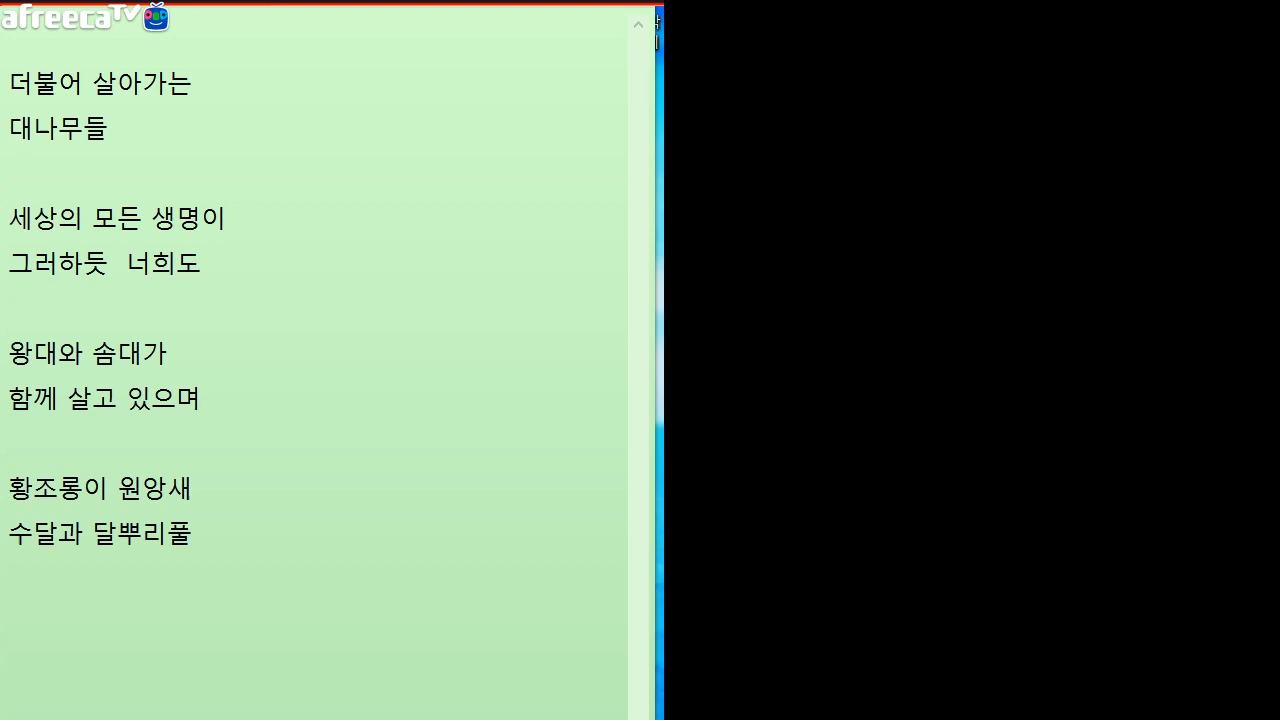 afreecaTV
더불어 살아가는
대나무들
세상의 모든 생명이
그러하듯  너희도
왕대와 솜대가
함께 살고 있으며
황조롱이 원앙새
수달과 달뿌리풀